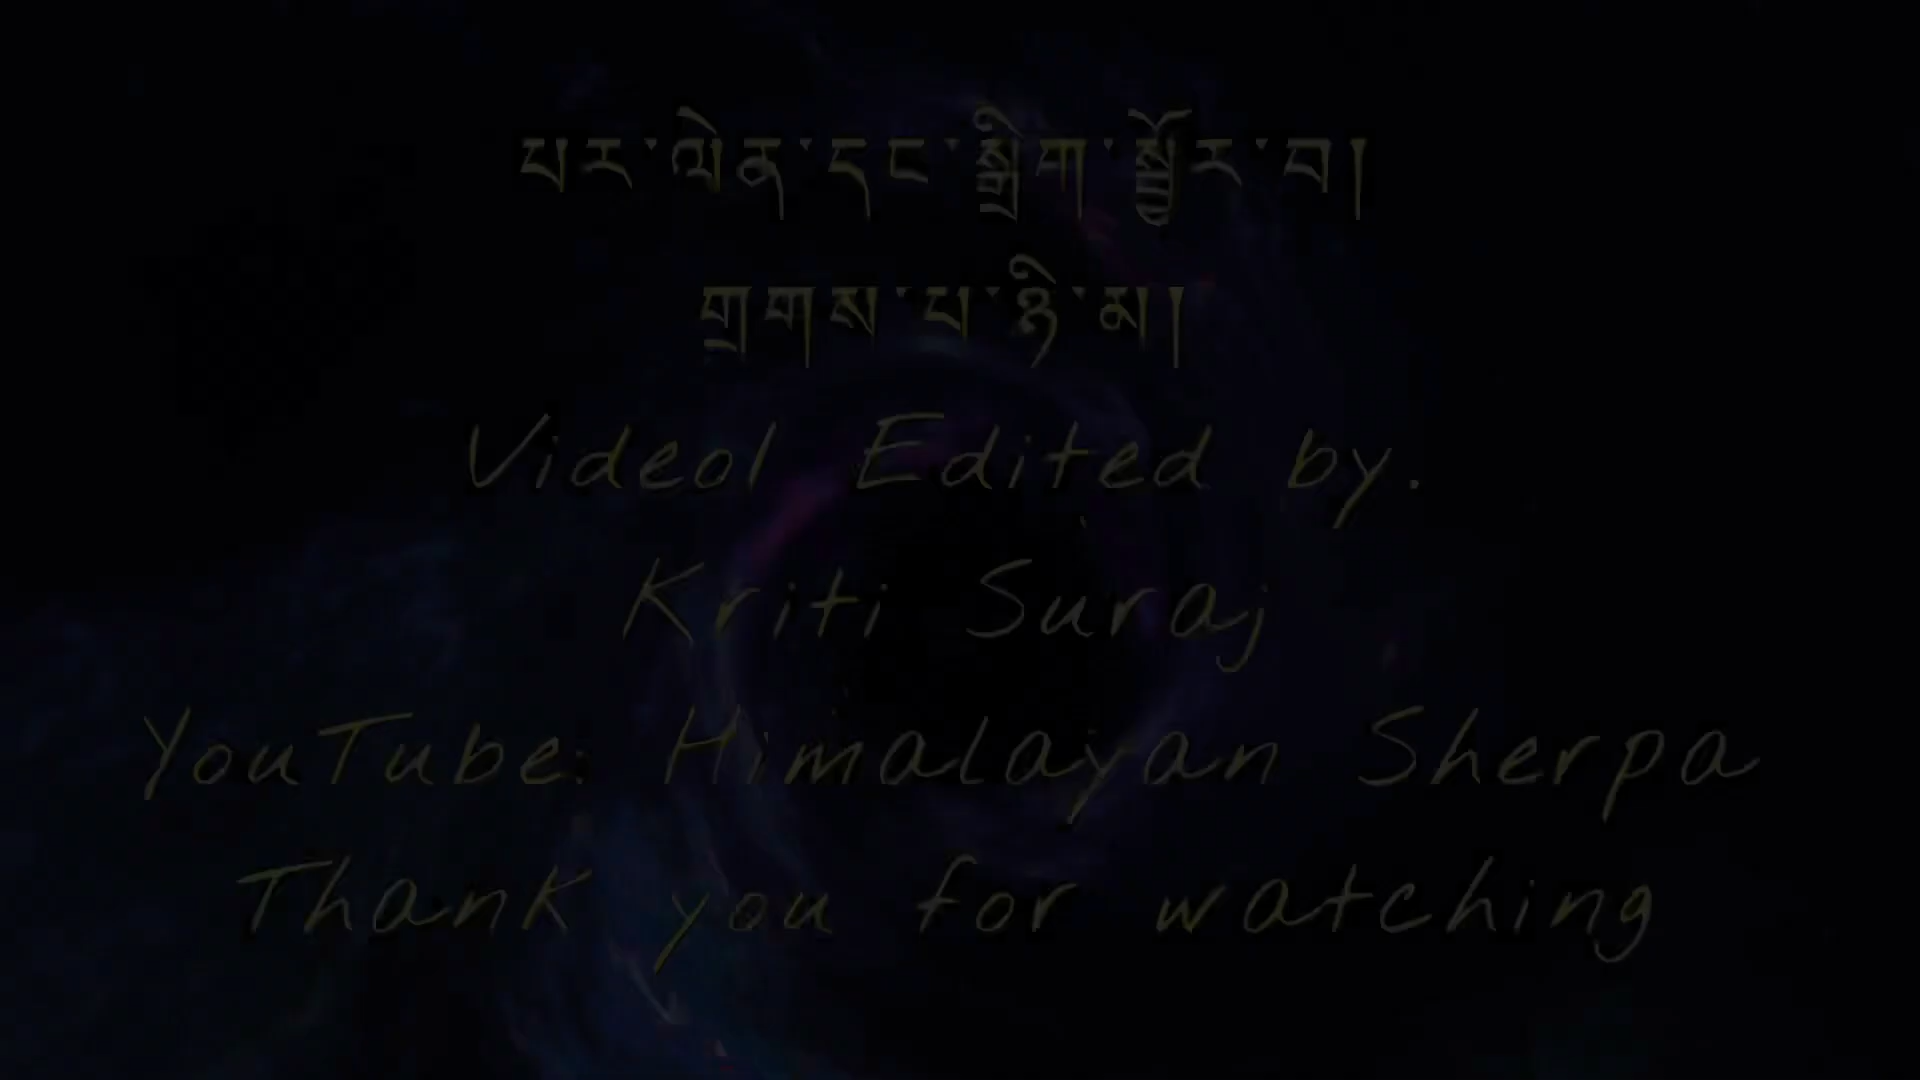 པར་ལེན་དང་སྒྲིག་སྦྱོར་བ།
གྲགས་པ་ཉི་མ།
Videol Edited by.
Kriti Suraj
YouTube: Himalayan Sherpa
Thank you for watching